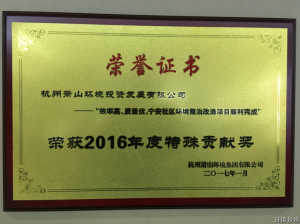 荣誉证书
杭州萧山环境投资发展有限公司
——“效率高、质量优,宁安社区环境整治改造项目顺利完成”
荣获2016年度特殊贡献奖
杭州萧山环境集团有限公司
二〇一七年一月